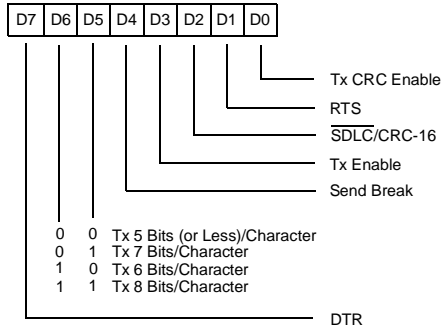 D7 D6 D5 D4 D3 D2 D1 D0
Tx CRC Enable
RTS
SDLC/CRC-16
Tx Enable
Send Break
0 0 Tx 5 Bits (or Less)/Character
0 1 Tx 7 Bits/Character
1 0 Tx 6 Bits/Character
1 1 Tx 8 Bits/Character
DTR